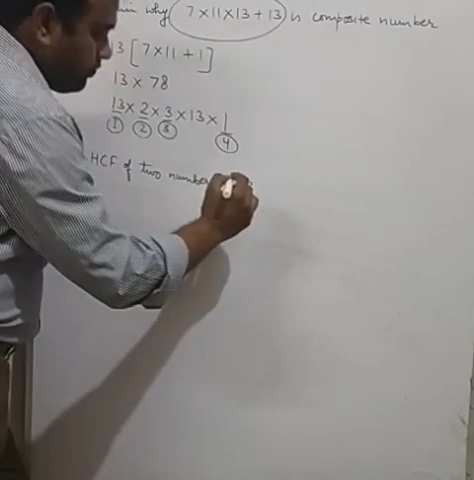 why 7×11×13+13 is composite number
13 [7×11+1]
13 × 78
13 × 2 × 3 × 13 × 1
1 2 3 4
HCF of two number